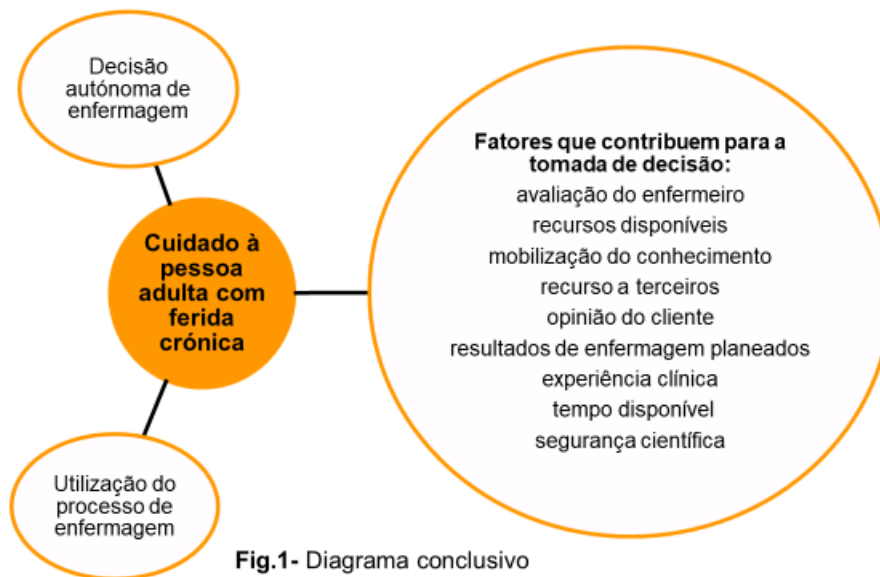 Decisão
autónoma de
enfermagem
Cuidado à
pessoa
adulta com
ferida
crónica
Utilização do
processo de
enfermagem
Fatores que contribuem para a
tomada de decisão:
avaliação do enfermeiro
recursos disponíveis
mobilização do conhecimento
recurso a terceiros
opinião do cliente
resultados de enfermagem planeados
experiência clínica
tempo disponível
segurança científica
Fig.1- Diagrama conclusivo